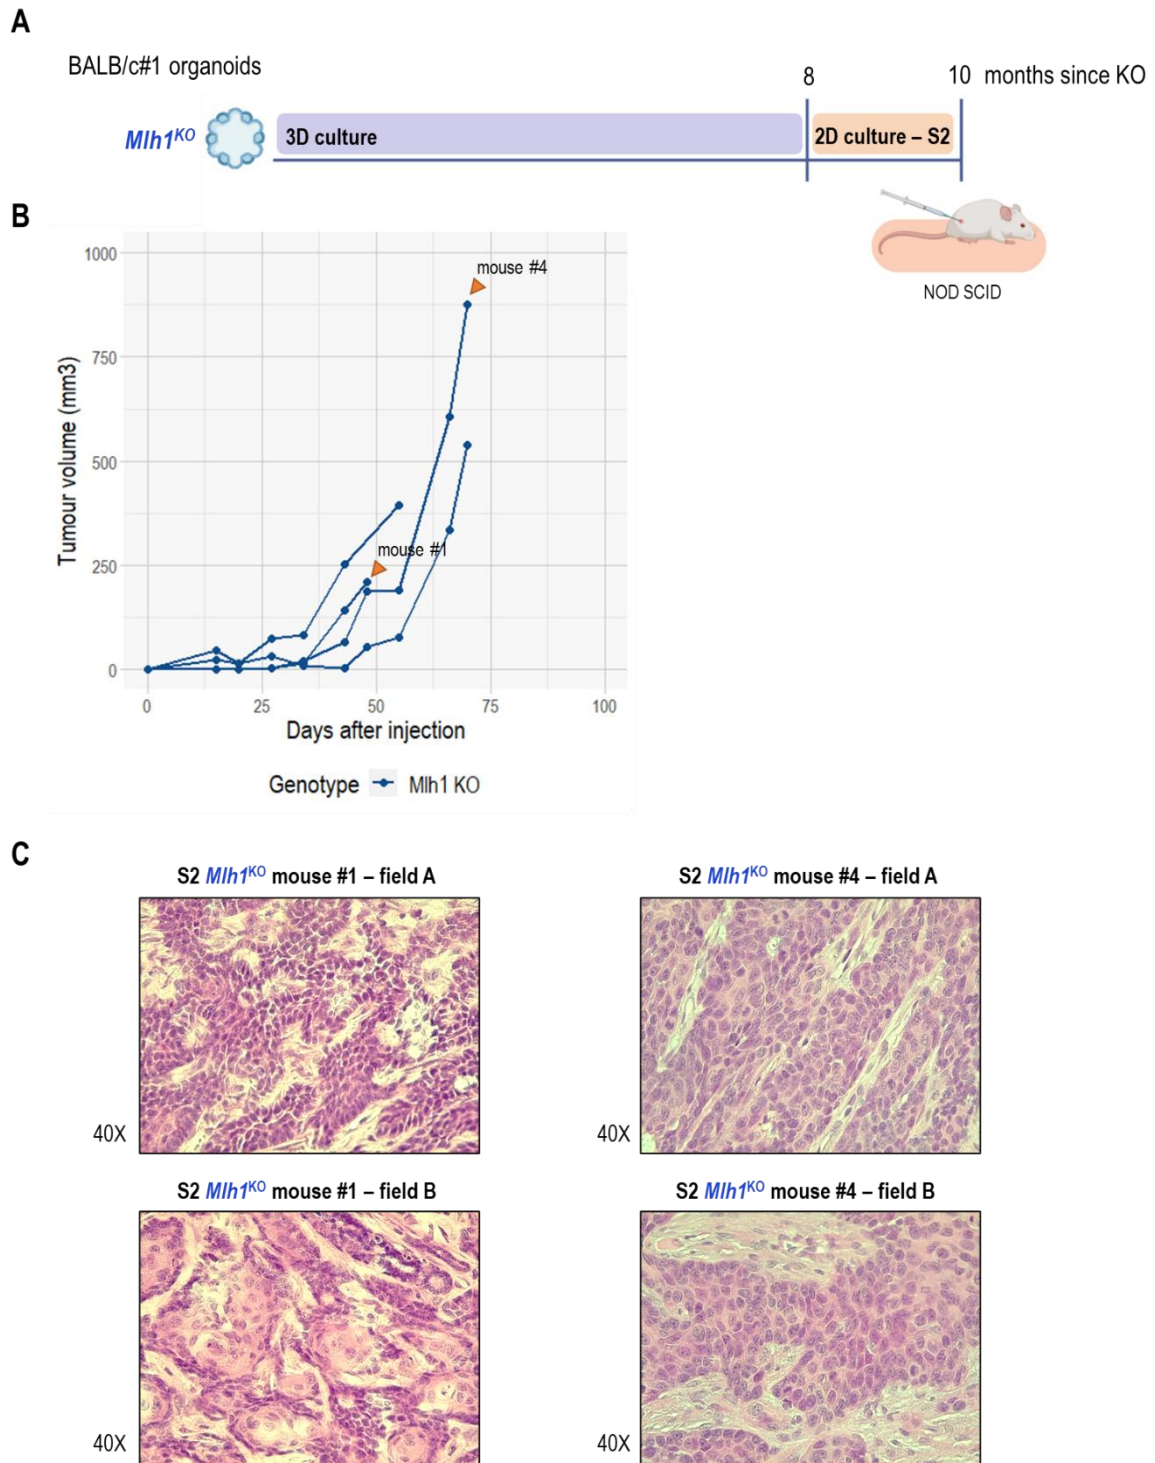 A
BALB/c#1 organoids
8
10 months since KO
Mlh1KO
3D culture
2D culture – S2
NOD SCID
B
1000
750
500
250
0
Tumour volume (mm3)
mouse #4
mouse #1
0 25 50 75 100
Days after injection
Genotype Mlh1 KO
C
S2 Mlh1KO mouse #1 – field A
S2 Mlh1KO mouse #4 – field A
40X
40X
S2 Mlh1KO mouse #1 – field B
S2 Mlh1KO mouse #4 – field B
40X
40X